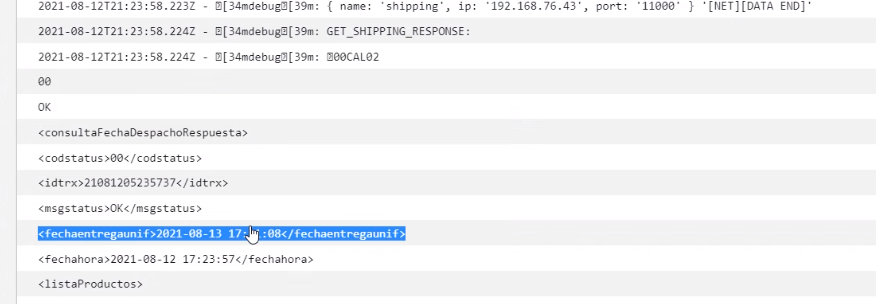 2021-08-12T21:23:58.223Z - [34mdebug[39m: { name: 'shipping', ip: '192.168.76.43', port: '11000' } '[NET][DATA END]'
2021-08-12T21:23:58.224Z - [34mdebug[39m: GET_SHIPPING_RESPONSE:
2021-08-12T21:23:58.224Z - [34mdebug[39m: 00CAL02
00
OK
<consultaFechaDespachoRespuesta>
<codstatus>00</codstatus>
<idtrx>21081205235737</idtrx>
<msgstatus>OK</msgstatus>
<fechaentregaunif>2021-08-13 :08</fechaentregaunif>
<fechahora>2021-08-12 17:23:57</fechahora>
<listaProductos>